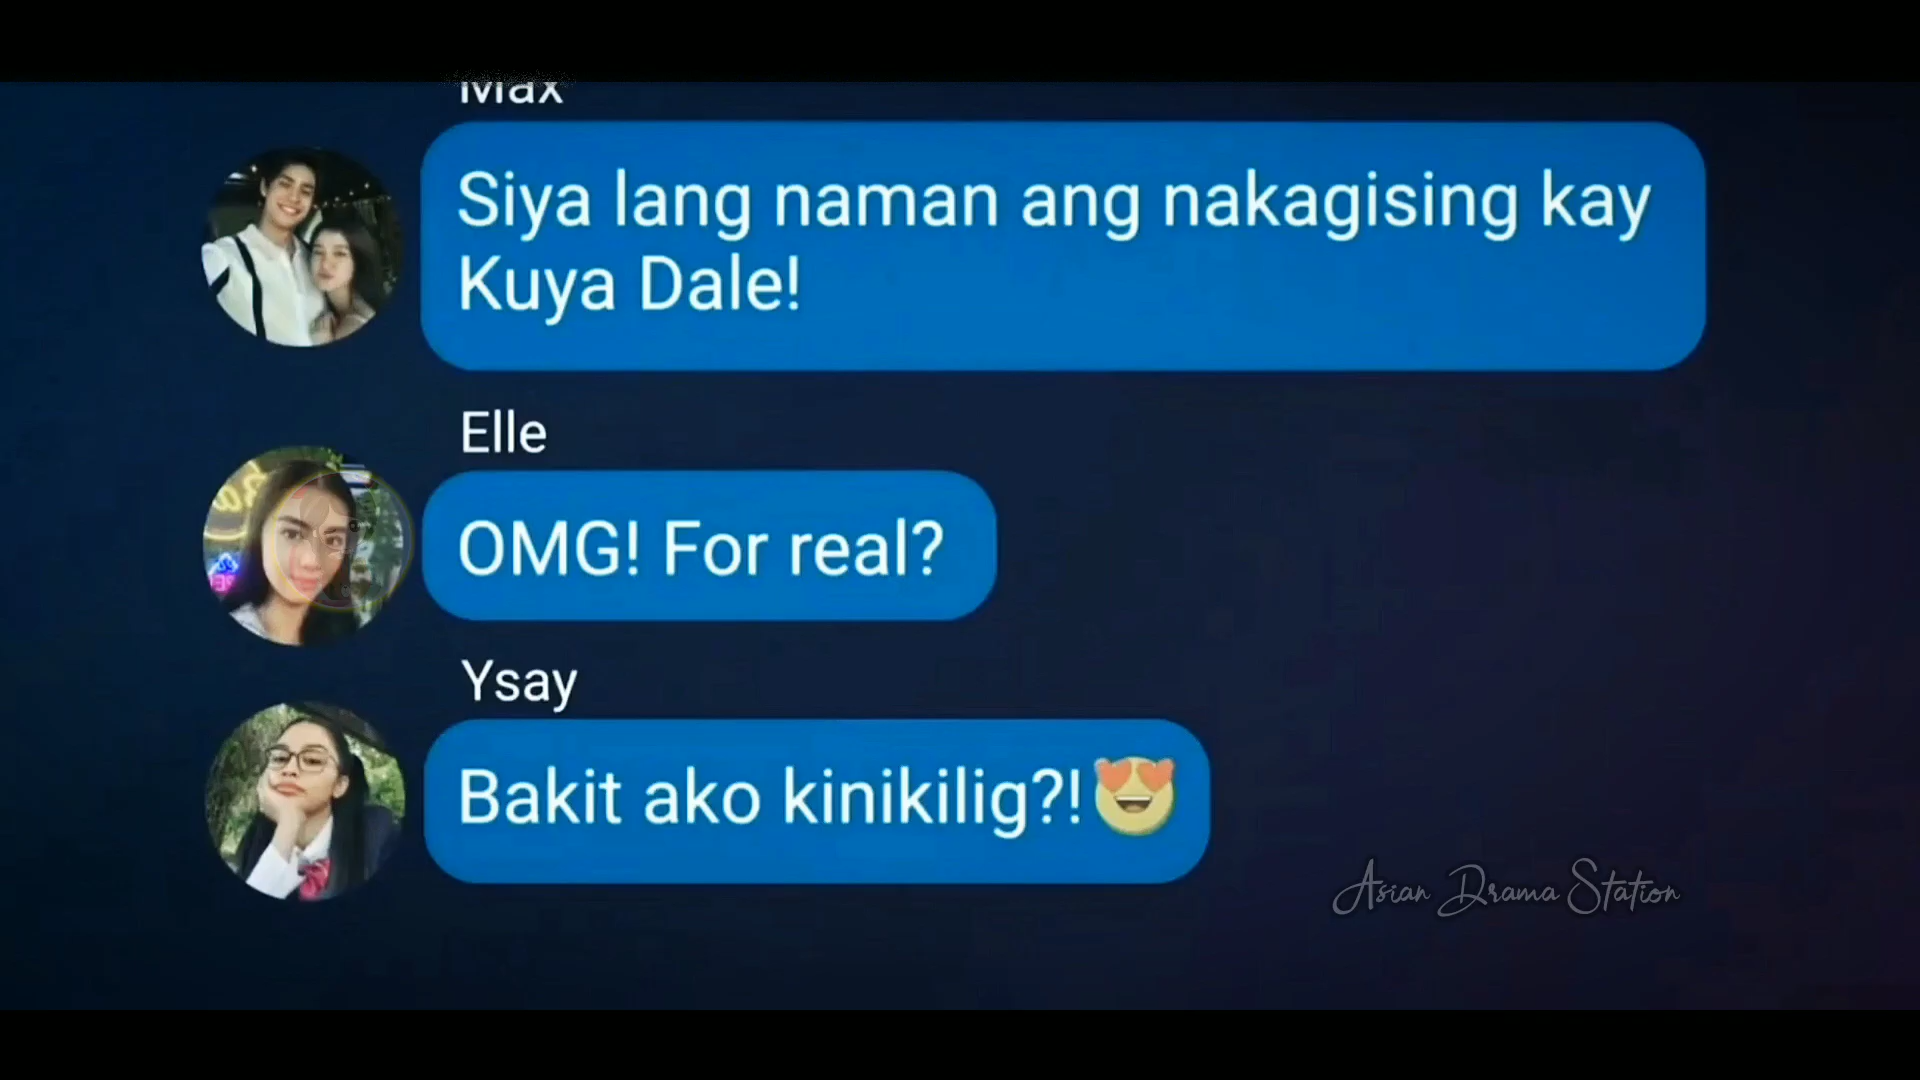 Max
Siya lang naman ang nakagising kay
Kuya Dale!
Elle
OMG! For real?
Ysay
Bakit ako kinikilig?!😍
Asian Drama Station